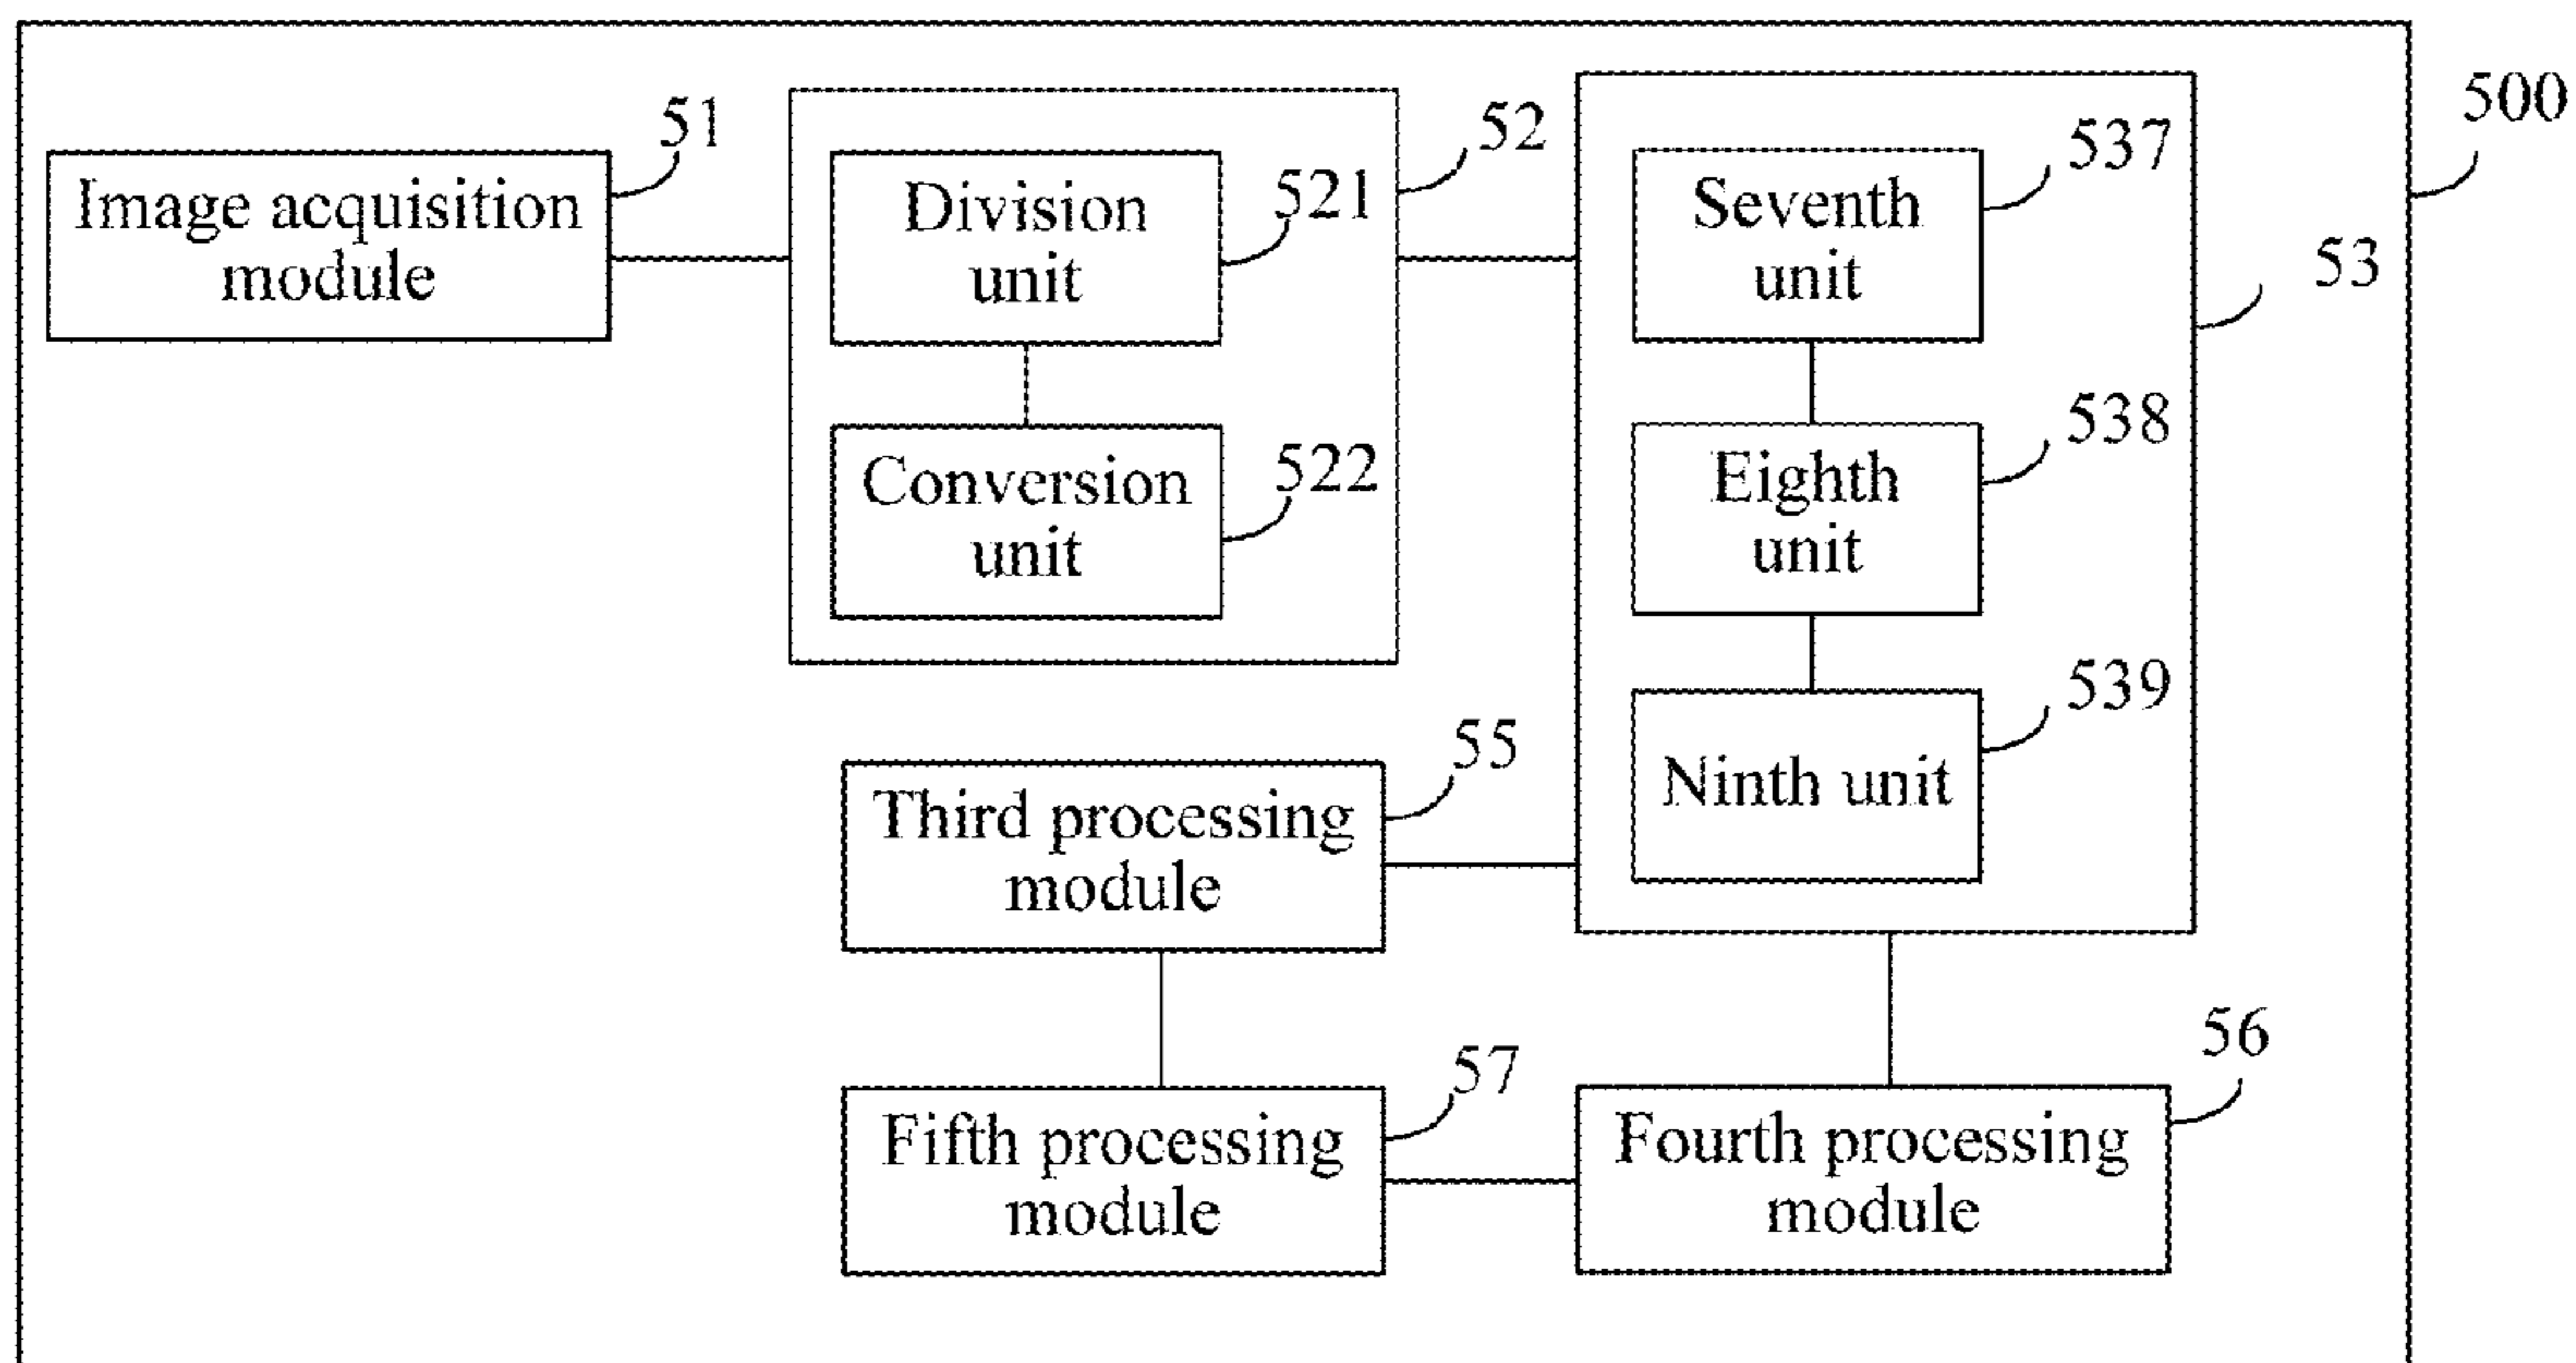 500
51
Image acquisition
module
52
Division
unit
521
Conversion
unit
522
53
Seventh
unit
537
Eighth
unit
538
Ninth unit
539
Third processing
module
55
Fifth processing
module
57
Fourth processing
module
56